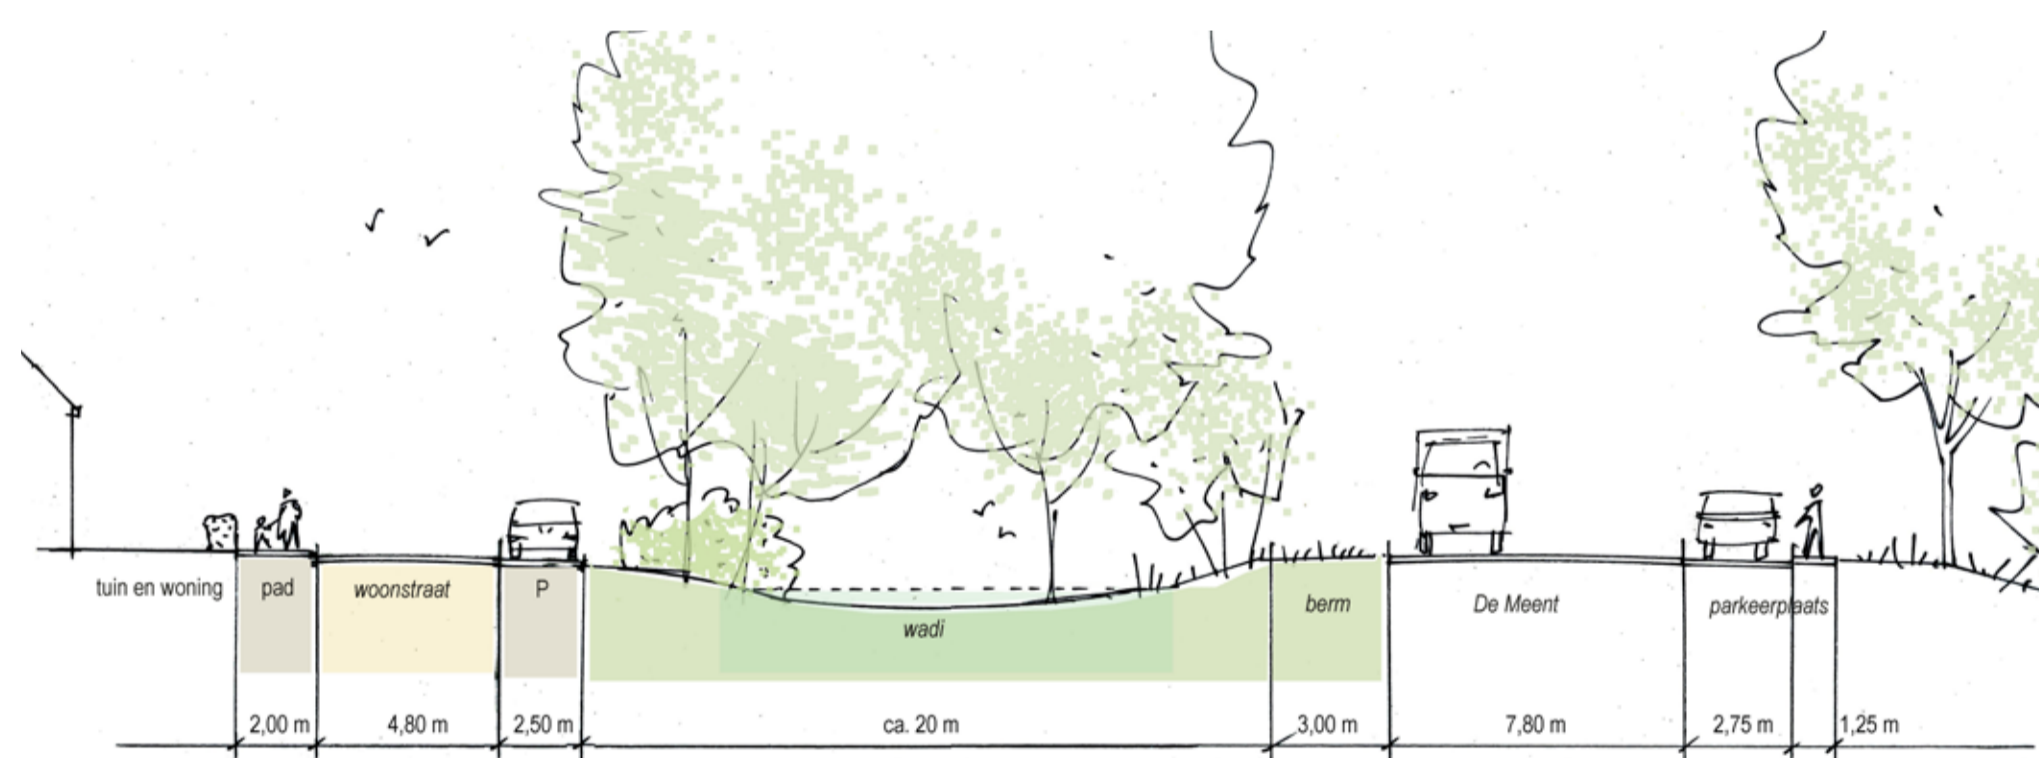 tuin en woning
pad
woonstraat
P
wadi
berm
De Meent
parkeerplaats
2,00 m
4,80 m
2,50 m
ca. 20 m
3,00 m
7,80 m
2,75 m
1,25 m